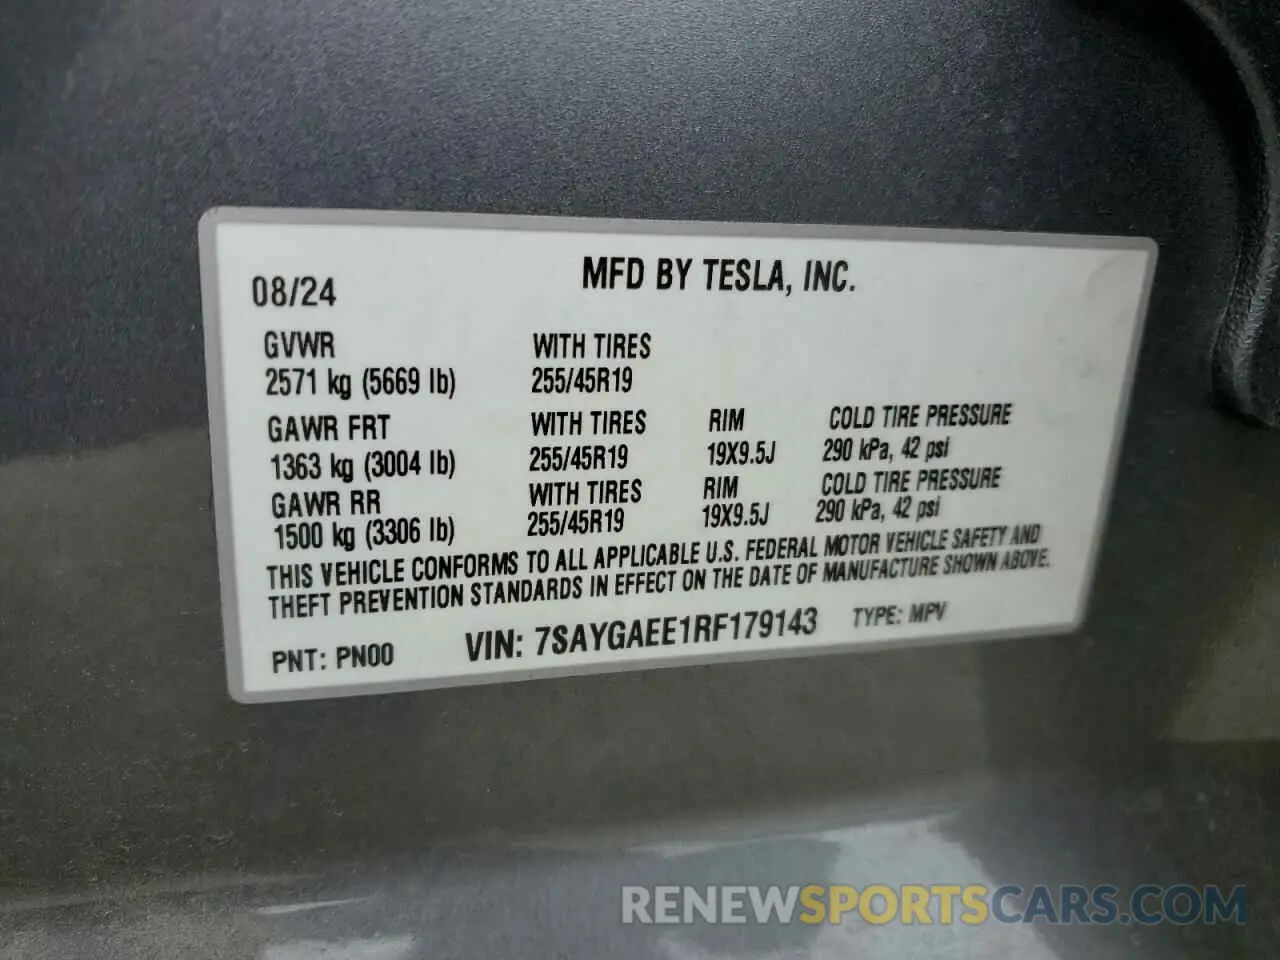 MFD BY TESLA, INC.
08/24
GVWR WITH TIRES
2571 kg (5669 lb) 255/45R19
GAWR FRT WITH TIRES RIM COLD TIRE PRESSURE
1363 kg (3004 lb) 255/45R19 19X9.5J 290 kPa, 42 psi
GAWR RR WITH TIRES RIM COLD TIRE PRESSURE
1500 kg (3306 lb) 255/45R19 19X9.5J 290 kPa, 42 psi
THIS VEHICLE CONFORMS TO ALL APPLICABLE U.S. FEDERAL MOTOR VEHICLE SAFETY AND
THEFT PREVENTION STANDARDS IN EFFECT ON THE DATE OF MANUFACTURE SHOWN ABOVE.
PNT: PN00 VIN: 7SAYGAEE1RF179143 TYPE: MPV
RENEWSPORTSCARS.COM